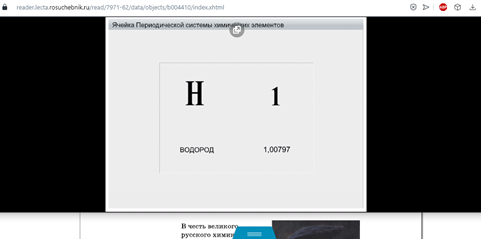 reader.lecta.rosuchebnik.ru/read/7971-62/data/objects/b004410/index.xhtml
ABP
Ячейка Периодической системы химических элементов
H 1
ВОДОРОД 1,00797
В честь великого
русского хими